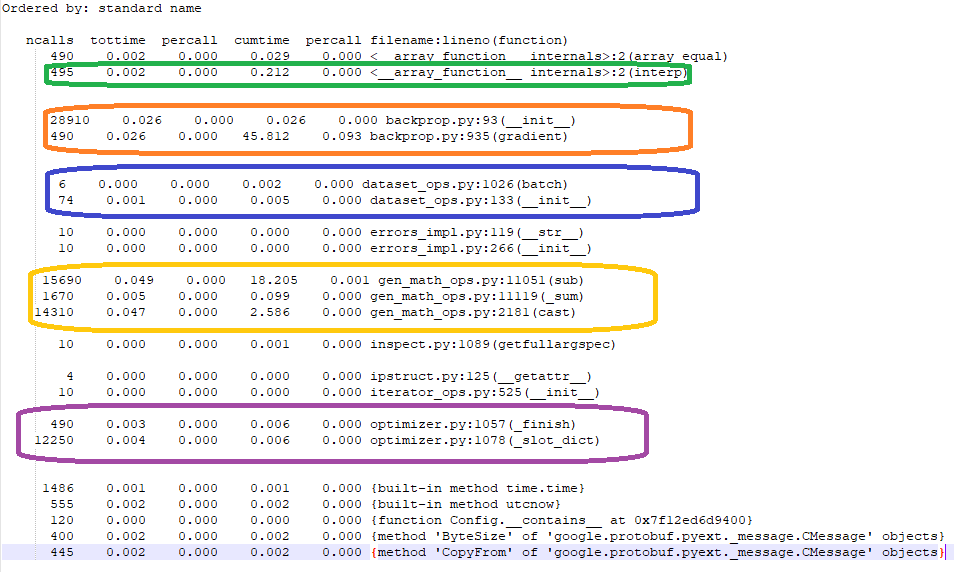 Ordered by: standard name
ncalls tottime percall cumtime percall filename:lineno(function)
490 0.002 0.000 0.029 0.000 <__array_function__ internals>:2(array_equal)
495 0.002 0.000 0.212 0.000 <__array_function__ internals>:2(interp)
28910 0.026 0.000 0.026 0.000 backprop.py:93(__init__)
490 0.026 0.000 45.812 0.093 backprop.py:935(gradient)
6 0.000 0.000 0.002 0.000 dataset_ops.py:1026(batch)
74 0.001 0.000 0.005 0.000 dataset_ops.py:133(__init__)
10 0.000 0.000 0.000 0.000 errors_impl.py:119(__str__)
10 0.000 0.000 0.000 0.000 errors_impl.py:266(__init__)
15690 0.049 0.000 18.205 0.001 gen_math_ops.py:11051(sub)
1670 0.005 0.000 0.099 0.000 gen_math_ops.py:11119(_sum)
14310 0.047 0.000 2.586 0.000 gen_math_ops.py:2181(cast)
10 0.000 0.000 0.001 0.000 inspect.py:1089(getfullargspec)
4 0.000 0.000 0.000 0.000 ipstruct.py:125(__getattr__)
10 0.000 0.000 0.000 0.000 iterator_ops.py:525(__init__)
490 0.003 0.000 0.006 0.000 optimizer.py:1057(_finish)
12250 0.004 0.000 0.006 0.000 optimizer.py:1078(_slot_dict)
1486 0.001 0.000 0.001 0.000 {built-in method time.time}
555 0.002 0.000 0.002 0.000 {built-in method utcnow}
120 0.000 0.000 0.000 0.000 {function Config.__contains__ at 0x7f12ed6d9400}
400 0.002 0.000 0.002 0.000 {method 'ByteSize' of 'google.protobuf.pyext._message.CMessage' objects}
445 0.002 0.000 0.002 0.000 {method 'CopyFrom' of 'google.protobuf.pyext._message.CMessage' objects}